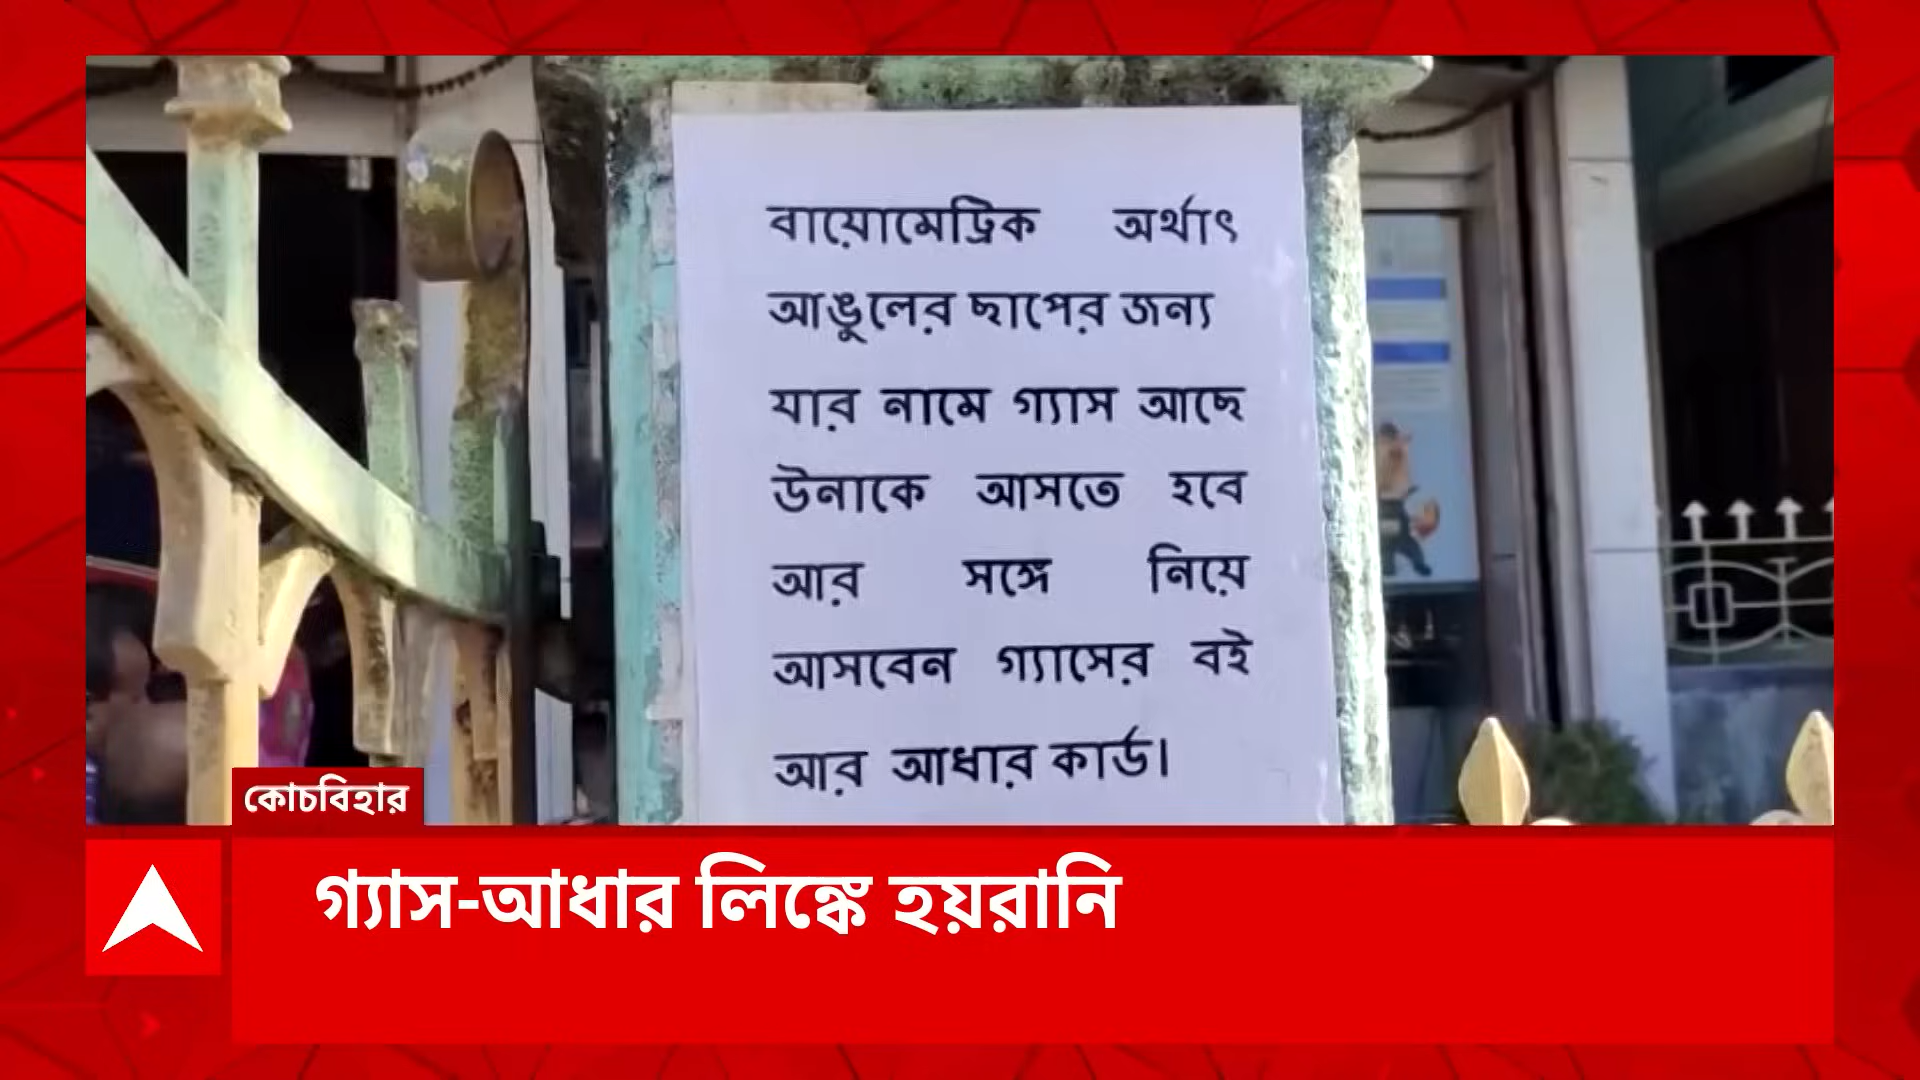 বায়োমেট্রিক অর্থাৎ
আঙুলের ছাপের জন্য
যার নামে গ্যাস আছে
উনাকে আসতে হবে
আর সঙ্গে নিয়ে
আসবেন গ্যাসের বই
আর আধার কার্ড।
কোচবিহার
গ্যাস-আধার লিঙ্কে হয়রানি